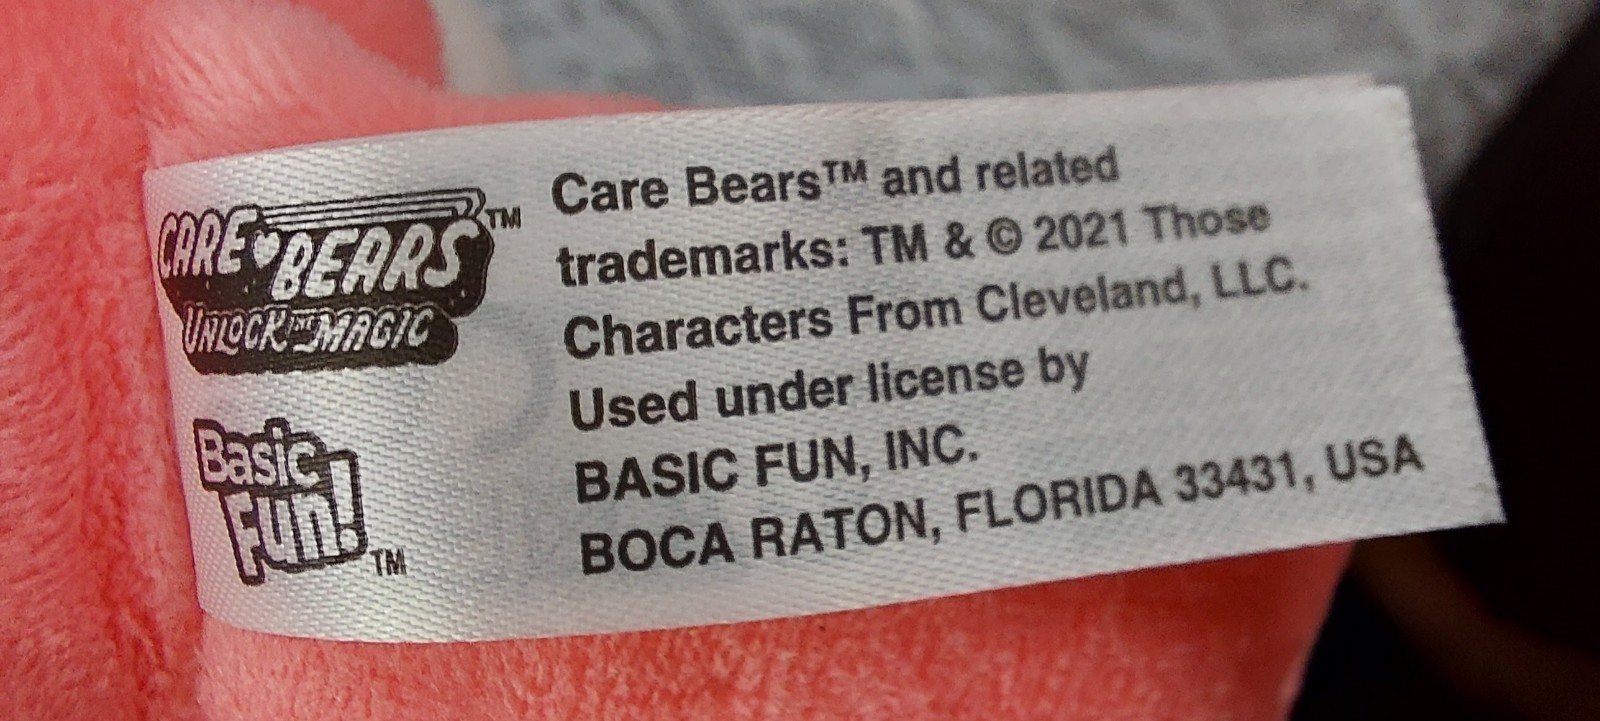 CARE BEARS™
UNLOCK THE MAGIC
Basic
Fun!™
Care Bears™ and related
trademarks: TM & © 2021 Those
Characters From Cleveland, LLC.
Used under license by
BASIC FUN, INC.
BOCA RATON, FLORIDA 33431, USA